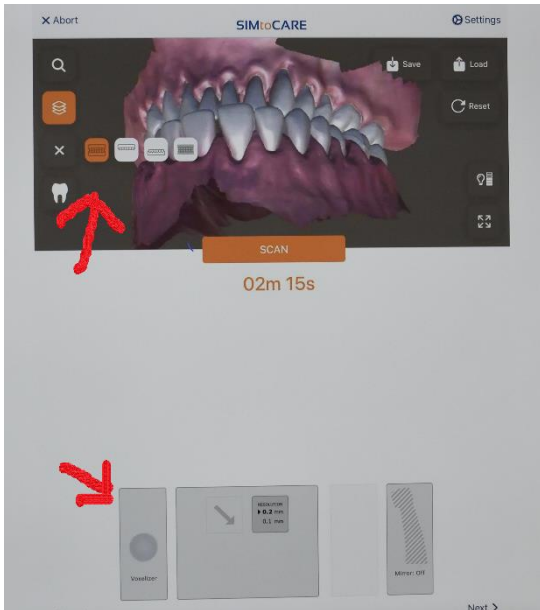 Abort
SIMtoCARE
Settings
Save
Load
Reset
SCAN
02m 15s
RESOLUTION
0.2 mm
0.1 mm
Voxelizer
Mirror: Off
Next